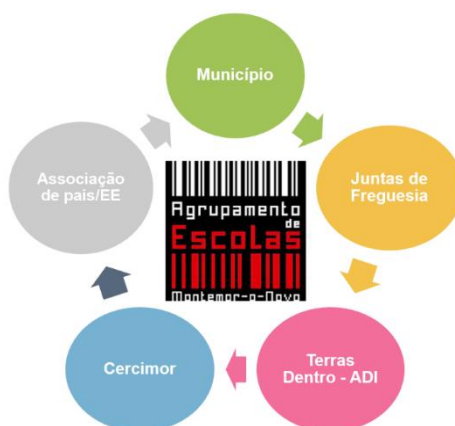 Município
Juntas de
Freguesia
Terras
Dentro - ADI
Cercimor
Associação
de pais/EE
Agrupamento
de
Escolas
Montemor-o-Novo